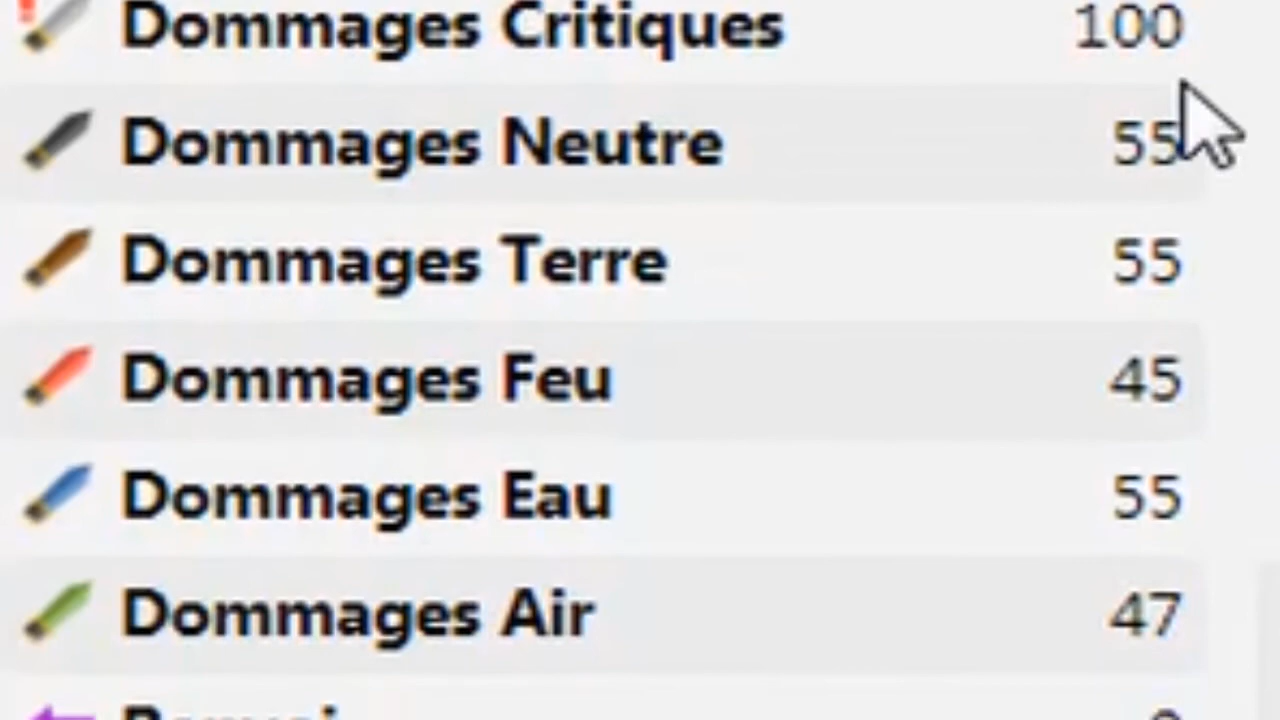 Dommages Critiques 100
Dommages Neutre 55
Dommages Terre 55
Dommages Feu 45
Dommages Eau 55
Dommages Air 47